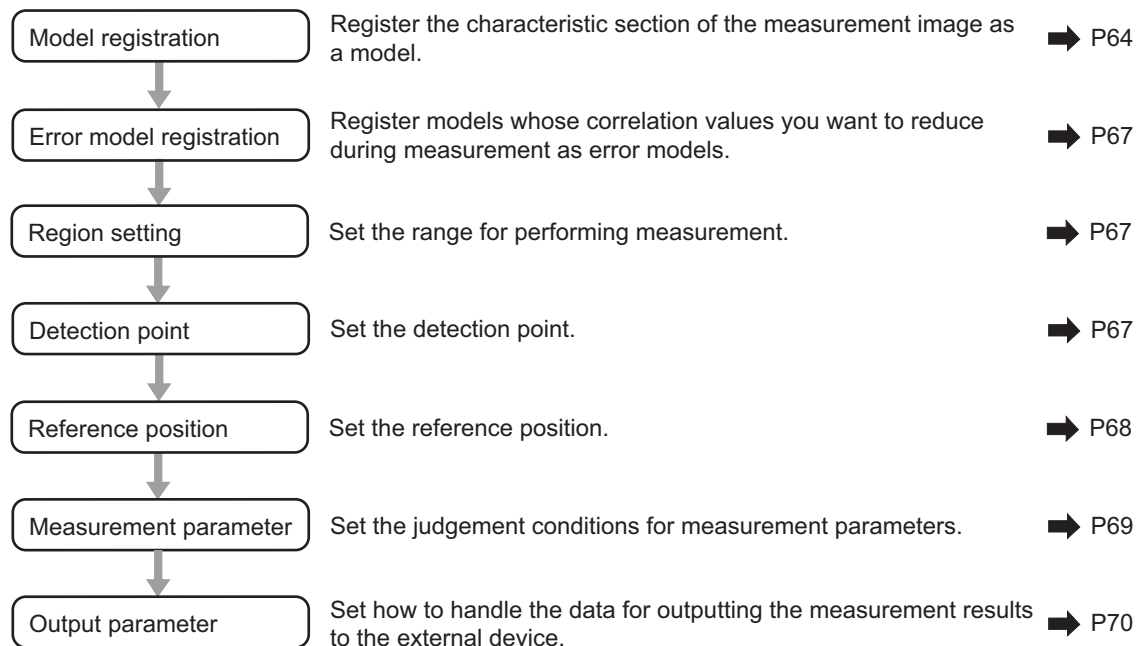 Model registration
Register the characteristic section of the measurement image as
a model.
P64
Error model registration
Register models whose correlation values you want to reduce
during measurement as error models.
P67
Region setting
Set the range for performing measurement.
P67
Detection point
Set the detection point.
P67
Reference position
Set the reference position.
P68
Measurement parameter
Set the judgement conditions for measurement parameters.
P69
Output parameter
Set how to handle the data for outputting the measurement results
to the external device.
P70